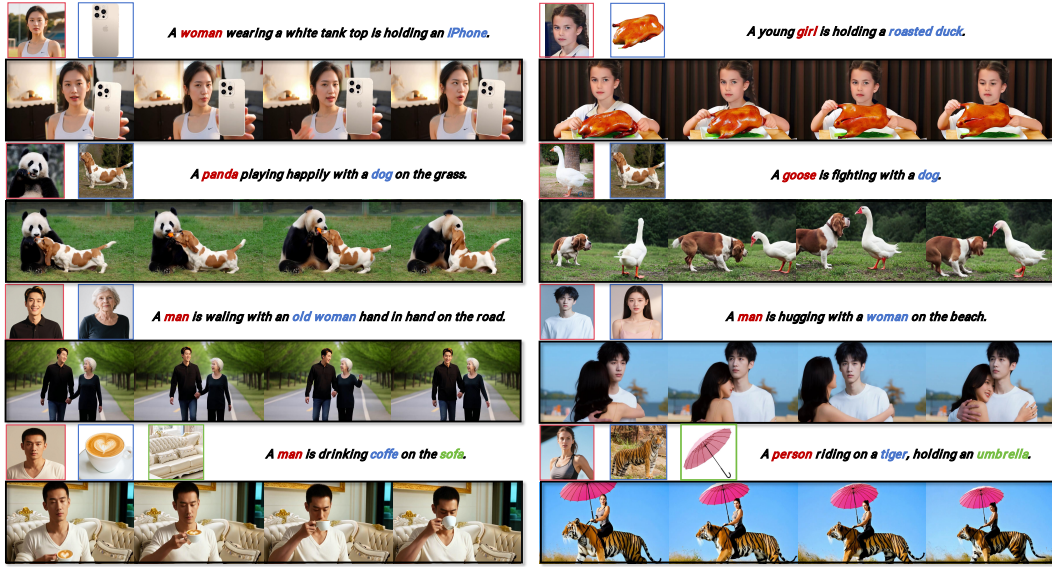 A woman wearing a white tank top is holding an iPhone.
A young girl is holding a roasted duck.
A panda playing happily with a dog on the grass.
A goose is fighting with a dog.
A man is waling with an old woman hand in hand on the road.
A man is hugging with a woman on the beach.
A man is drinking coffe on the sofa.
A person riding on a tiger, holding an umbrella.